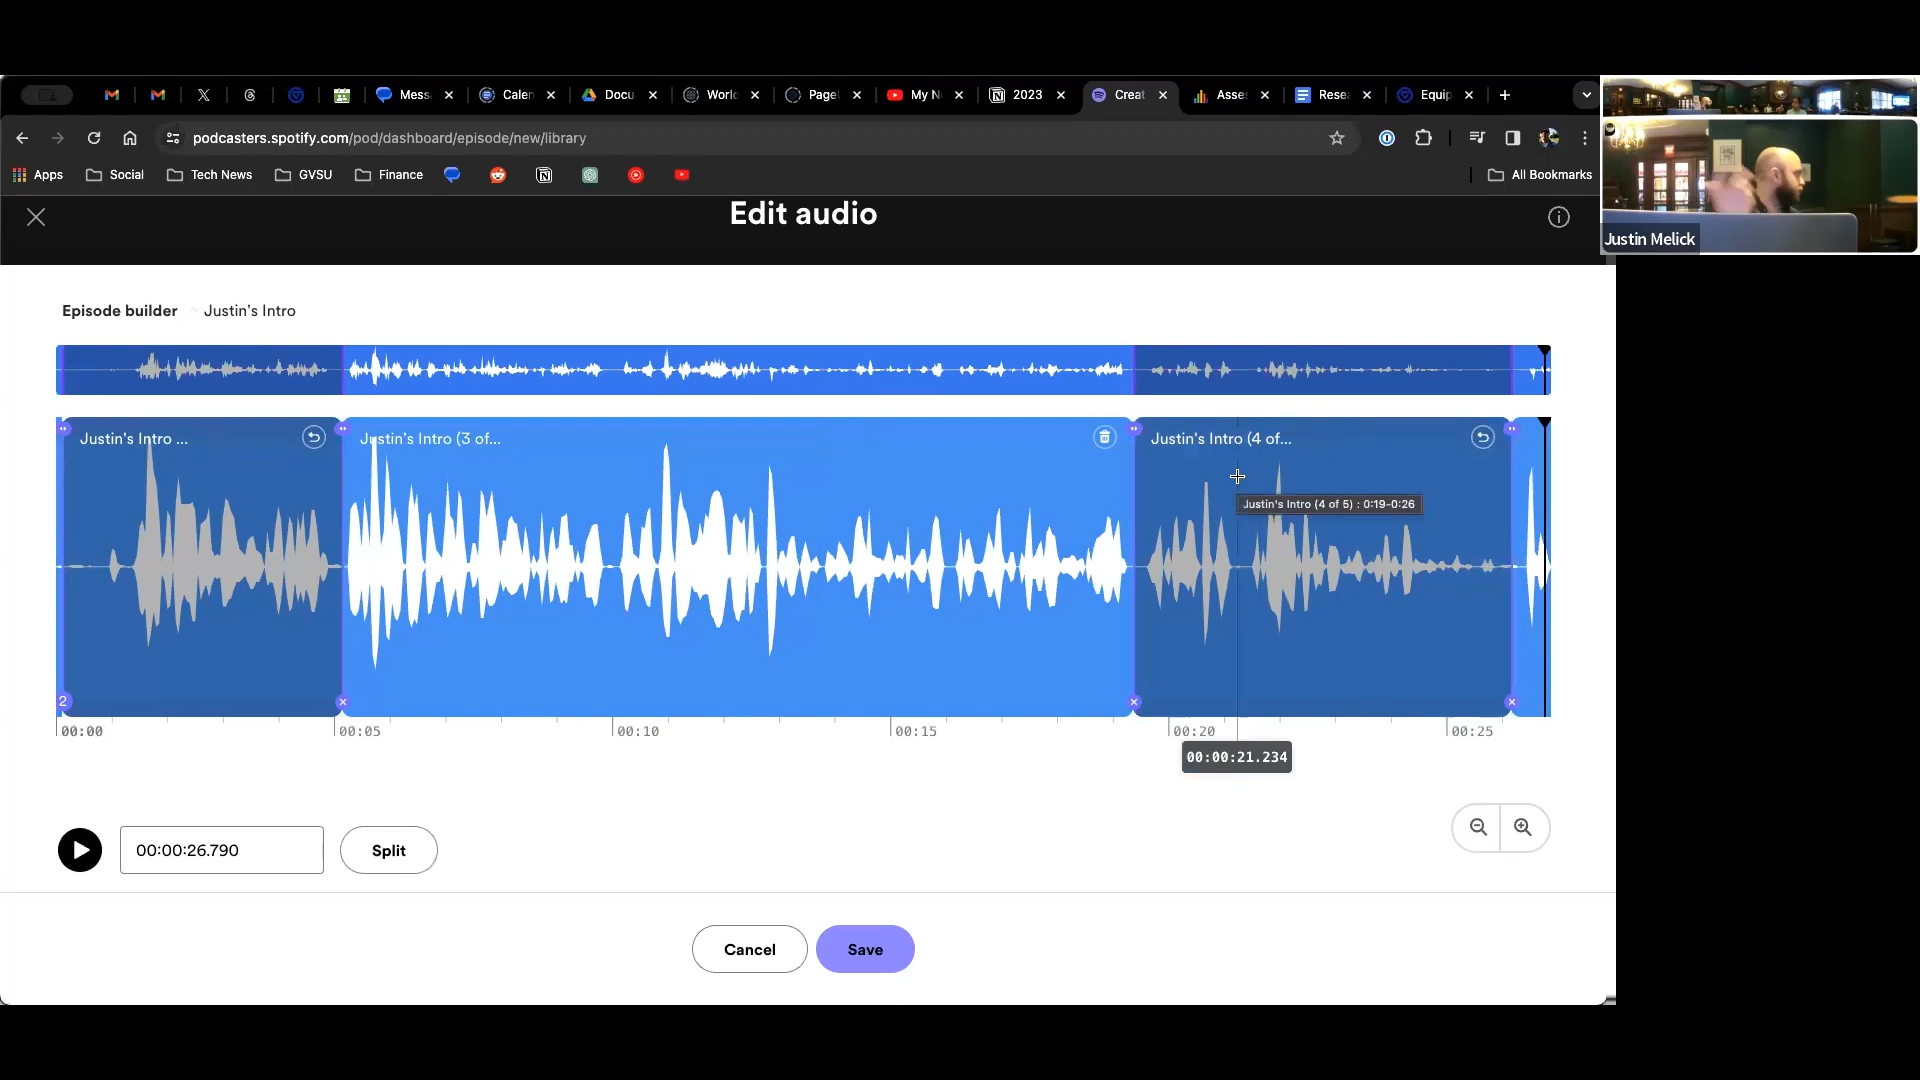 Mess
Calen
Docu
Worl
Page
My N
2023
Creat
Asse
Rese
Equip
podcasters.spotify.com/pod/dashboard/episode/new/library
Apps
Social
Tech News
GVSU
Finance
All Bookmarks
Edit audio
Justin Melick
Episode builder
Justin's Intro
Justin's Intro ...
Justin's Intro (3 of...
Justin's Intro (4 of...
Justin's Intro (4 of 5) : 0:19-0:26
2
00:00
00:05
00:10
00:15
00:20
00:25
00:00:21.234
00:00:26.790
Split
Cancel
Save